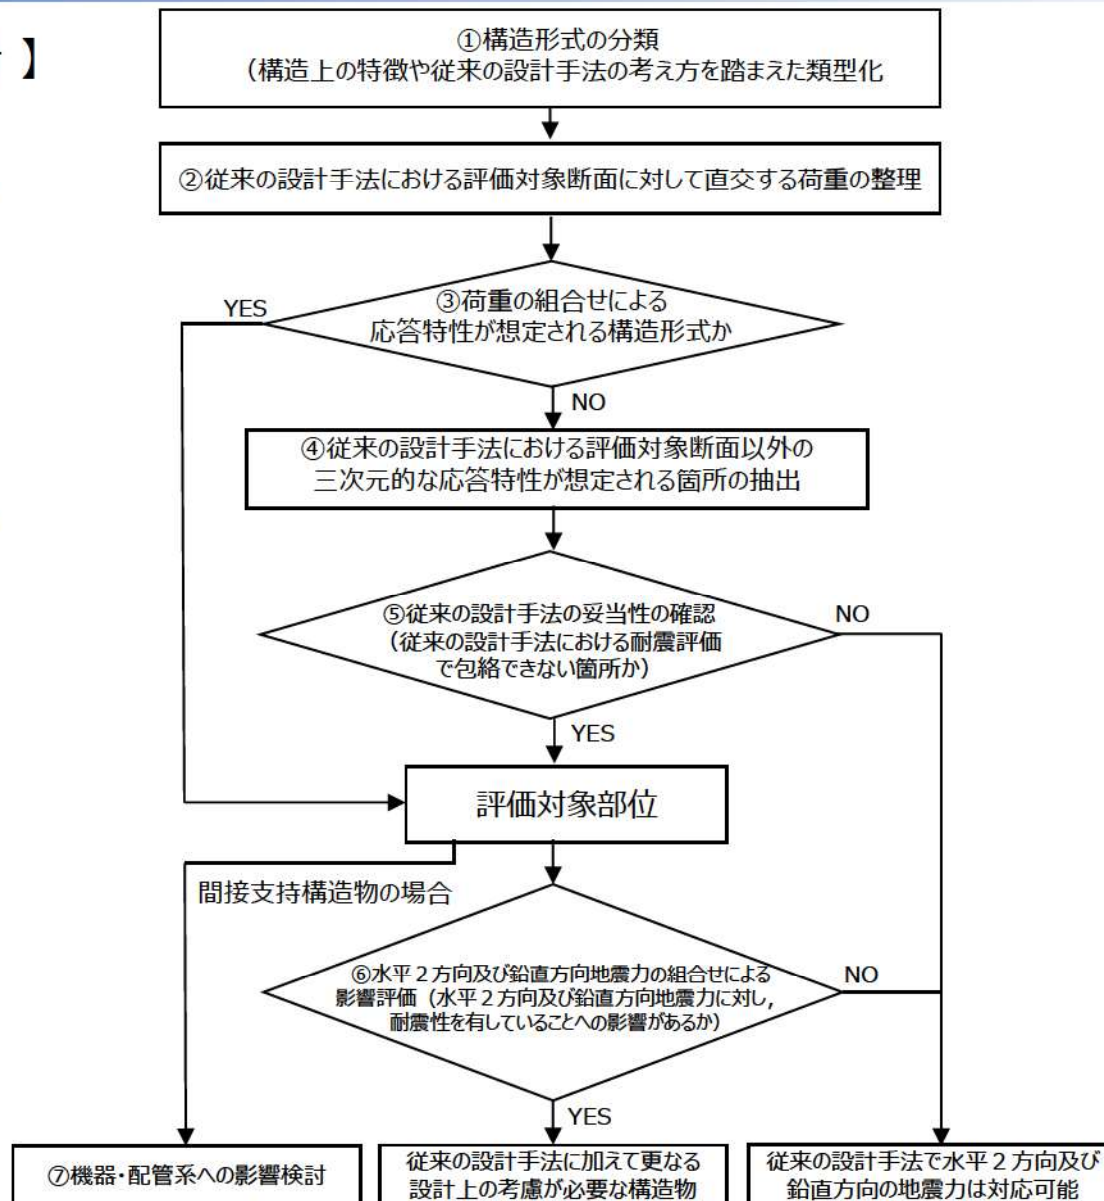 】
①構造形式の分類
（構造上の特徴や従来の設計手法の考え方を踏まえた類型化
②従来の設計手法における評価対象断面に対して直交する荷重の整理
YES
③荷重の組合せによる
応答特性が想定される構造形式か
NO
④従来の設計手法における評価対象断面以外の
三次元的な応答特性が想定される箇所の抽出
⑤従来の設計手法の妥当性の確認
（従来の設計手法における耐震評価
で包絡できない箇所か）
NO
YES
評価対象部位
間接支持構造物の場合
⑥水平２方向及び鉛直方向地震力の組合せによる
影響評価（水平２方向及び鉛直方向地震力に対し，
耐震性を有していることへの影響があるか）
NO
YES
⑦機器・配管系への影響検討
従来の設計手法に加えて更なる
設計上の考慮が必要な構造物
従来の設計手法で水平２方向及び
鉛直方向の地震力は対応可能